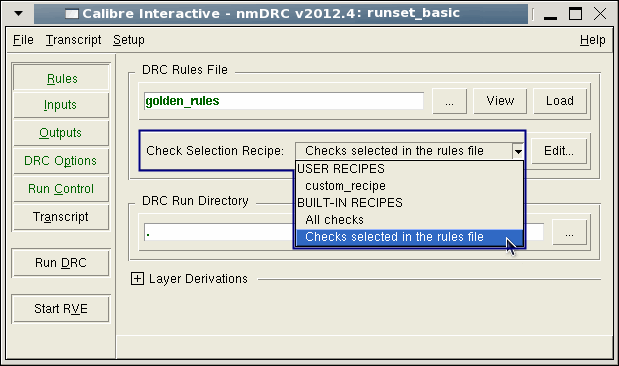 Calibre Interactive - nmDRC v2012.4: runset_basic
File Transcript Setup Help
Rules
Inputs
Outputs
DRC Options
Run Control
Transcript
Run DRC
Start RVE
DRC Rules File
golden_rules ... View Load
Check Selection Recipe: Checks selected in the rules file Edit...
USER RECIPES
custom_recipe
BUILT-IN RECIPES
All checks
Checks selected in the rules file
DRC Run Directory
. ...
Layer Derivations